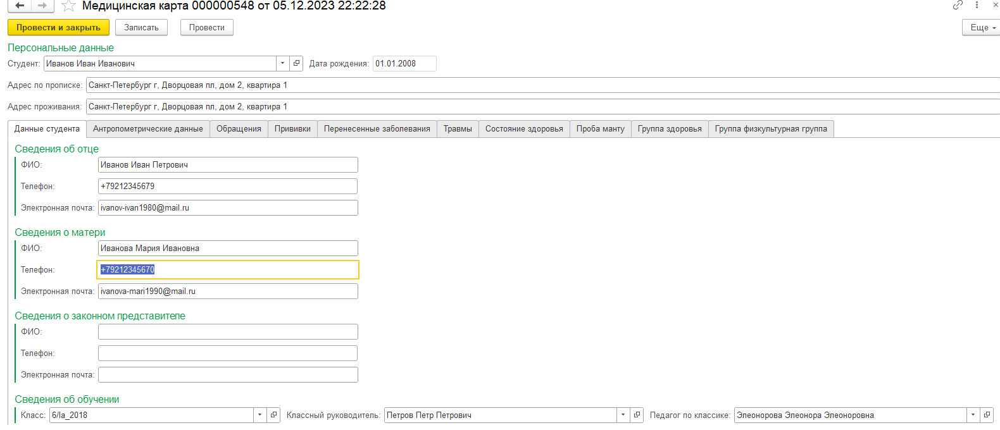 Медицинская карта 000000548 от 05.12.2023 22:22:28
Провести и закрыть Записать Провести Еще
Персональные данные
Студент: Иванов Иван Иванович Дата рождения: 01.01.2008
Адрес по прописке: Санкт-Петербург г, Дворцовая пл, дом 2, квартира 1
Адрес проживания: Санкт-Петербург г, Дворцовая пл, дом 2, квартира 1
Данные студента Антропометрические данные Обращения Прививки Перенесенные заболевания Травмы Состояние здоровья Проба манту Группа здоровья Группа физкультурная группа
Сведения об отце
ФИО: Иванов Иван Петрович
Телефон: +79212345679
Электронная почта: ivanov-ivan1980@mail.ru
Сведения о матери
ФИО: Иванова Мария Ивановна
Телефон: +79212345670
Электронная почта: ivanova-mari1990@mail.ru
Сведения о законном представителе
ФИО:
Телефон:
Электронная почта:
Сведения об обучении
Класс: 6/Ia_2018 Классный руководитель: Петров Петр Петрович Педагог по классике: Элеонорова Элеонора Элеоноровна